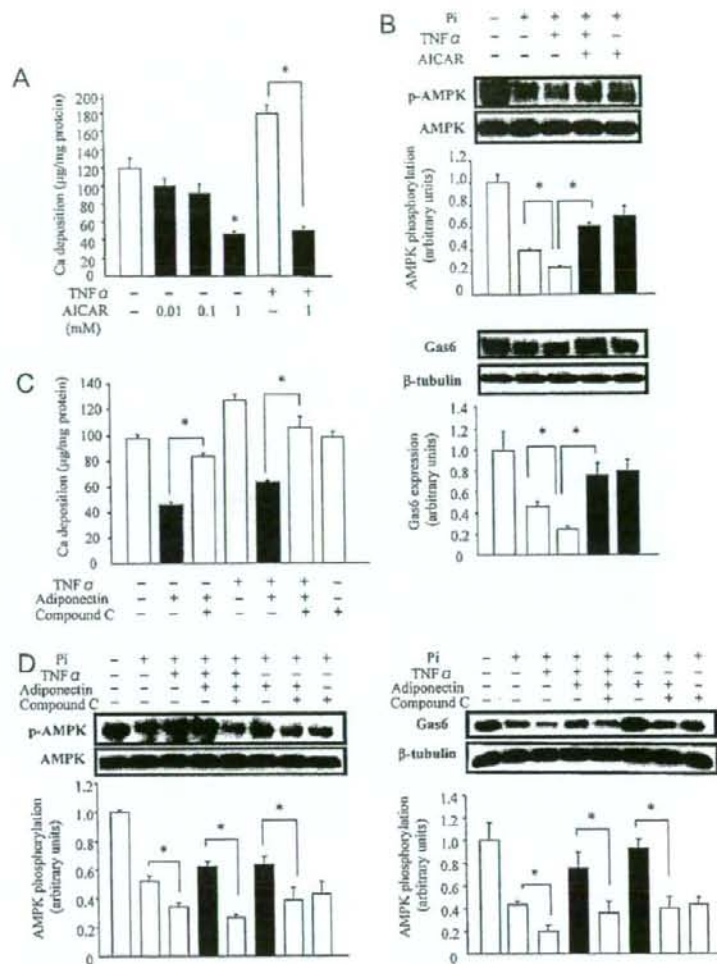 A
Ca deposition (µg/mg protein)
180
160
140
120
100
80
60
40
20
0
*
*
TNFα – – – – + +
AICAR – 0.01 0.1 1 – 1
(mM)
B
Pi – + + + +
TNFα – – + + –
AICAR – – – + +
p-AMPK
AMPK
AMPK phosphorylation
(arbitrary units)
1.0
0.8
0.6
0.4
0.2
0
* *
Gas6
β-tubulin
Gas6 expression
(arbitrary units)
1.4
1.2
1.0
0.8
0.6
0.4
0.2
0
* *
C
Ca deposition (µg/mg protein)
140
120
100
80
60
40
20
0
* *
TNFα – – – + + + –
Adiponectin – + + – + + –
Compound C – – + – – + +
D
Pi – + + + + + + +
TNFα – – + + + – – –
Adiponectin – – – + + + + –
Compound C – – – – + – + +
p-AMPK
AMPK
AMPK phosphorylation
(arbitrary units)
1.2
1.0
0.8
0.6
0.4
0.2
0
* * *
Pi – + + + + + + +
TNFα – – + + + – – –
Adiponectin – – – + + + + –
Compound C – – – – + – + +
Gas6
β-tubulin
AMPK phosphorylation
(arbitrary units)
1.4
1.2
1.0
0.8
0.6
0.4
0.2
0
* * *